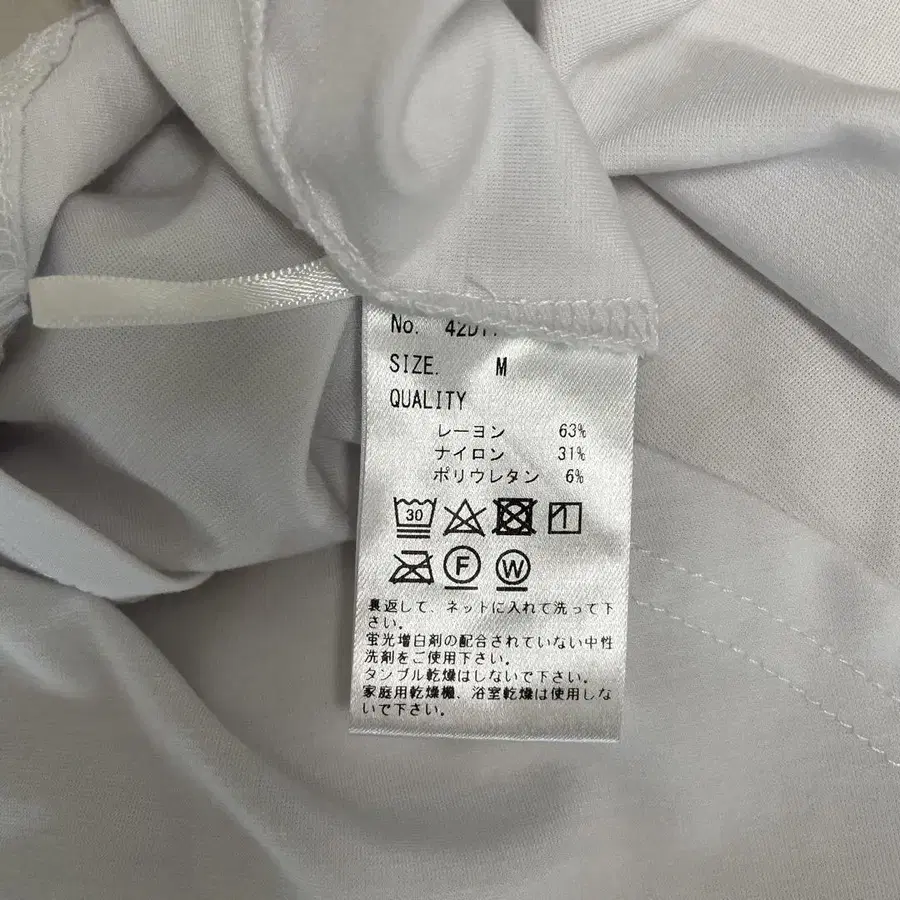 No.
SIZE. M
QUALITY
レーヨン 63%
ナイロン 31%
ポリウレタン 6%
30
F W
裏返して、ネットに入れて洗って下
さい。
蛍光増白剤の配合されていない中性
洗剤をご使用下さい。
タンブル乾燥はしないで下さい。
家庭用乾燥機、浴室乾燥は使用しな
いで下さい。